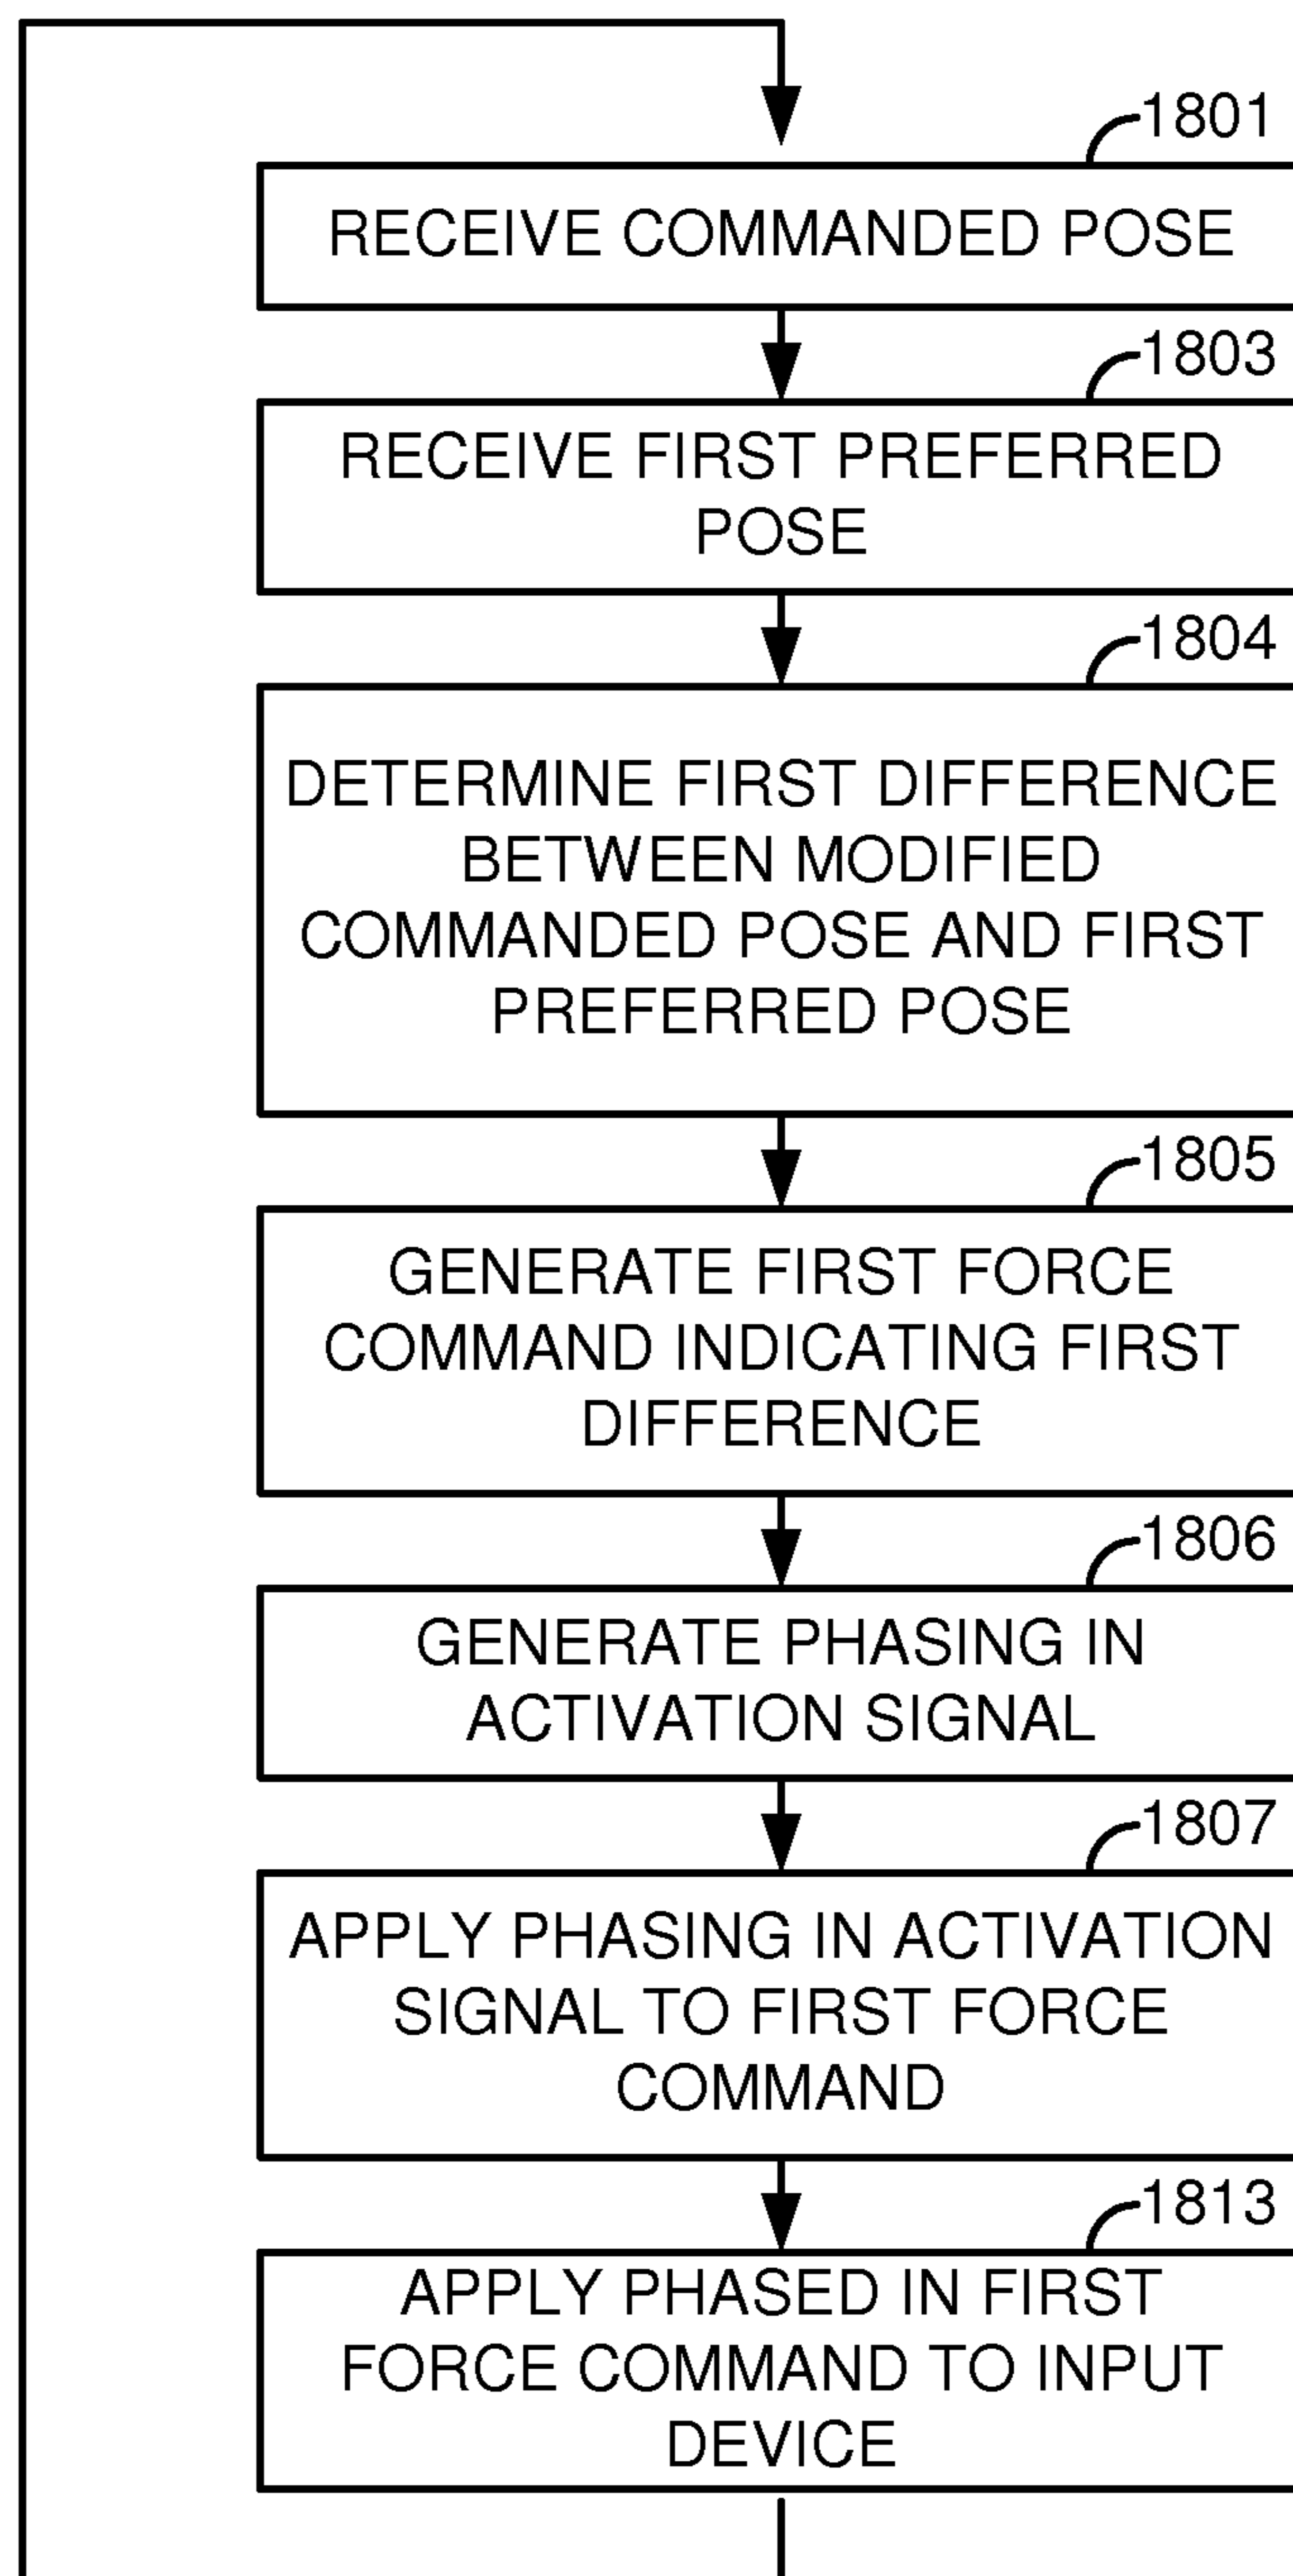 1801
RECEIVE COMMANDED POSE
1803
RECEIVE FIRST PREFERRED
POSE
1804
DETERMINE FIRST DIFFERENCE
BETWEEN MODIFIED
COMMANDED POSE AND FIRST
PREFERRED POSE
1805
GENERATE FIRST FORCE
COMMAND INDICATING FIRST
DIFFERENCE
1806
GENERATE PHASING IN
ACTIVATION SIGNAL
1807
APPLY PHASING IN ACTIVATION
SIGNAL TO FIRST FORCE
COMMAND
1813
APPLY PHASED IN FIRST
FORCE COMMAND TO INPUT
DEVICE